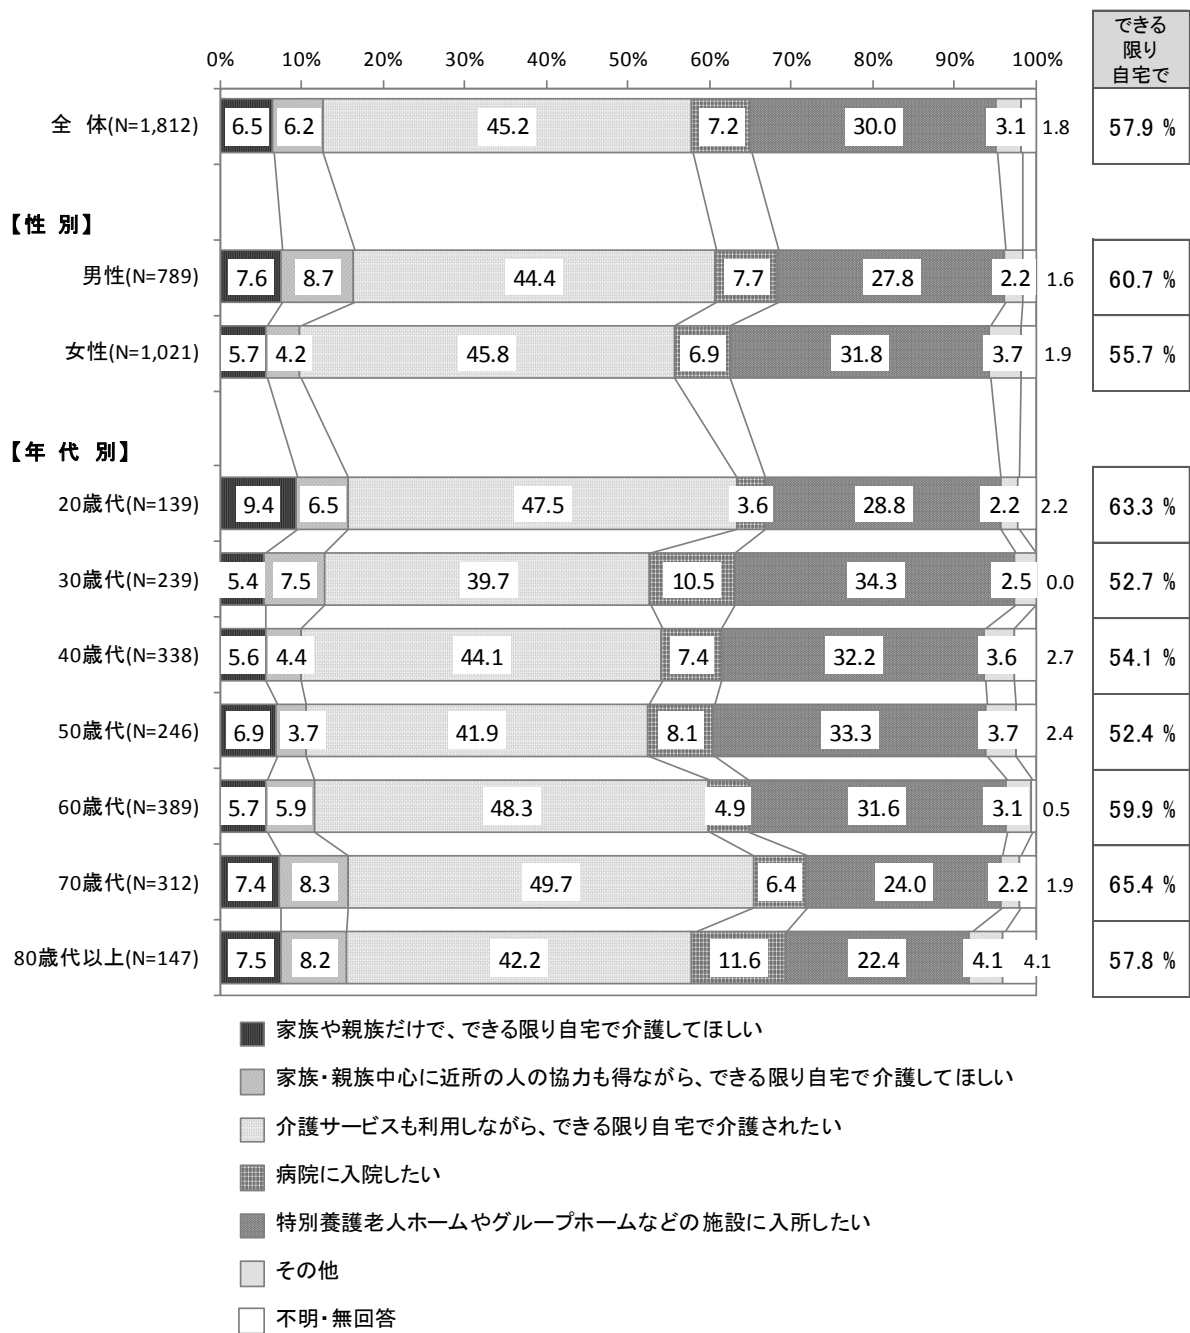 できる
限り
自宅で
0% 10% 20% 30% 40% 50% 60% 70% 80% 90% 100%
全 体(N=1,812) 6.5 6.2 45.2 7.2 30.0 3.1 1.8 57.9 %
【性 別】
男性(N=789) 7.6 8.7 44.4 7.7 27.8 2.2 1.6 60.7 %
女性(N=1,021) 5.7 4.2 45.8 6.9 31.8 3.7 1.9 55.7 %
【年 代 別】
20歳代(N=139) 9.4 6.5 47.5 3.6 28.8 2.2 2.2 63.3 %
30歳代(N=239) 5.4 7.5 39.7 10.5 34.3 2.5 0.0 52.7 %
40歳代(N=338) 5.6 4.4 44.1 7.4 32.2 3.6 2.7 54.1 %
50歳代(N=246) 6.9 3.7 41.9 8.1 33.3 3.7 2.4 52.4 %
60歳代(N=389) 5.7 5.9 48.3 4.9 31.6 3.1 0.5 59.9 %
70歳代(N=312) 7.4 8.3 49.7 6.4 24.0 2.2 1.9 65.4 %
80歳代以上(N=147) 7.5 8.2 42.2 11.6 22.4 4.1 4.1 57.8 %
家族や親族だけで、できる限り自宅で介護してほしい
家族・親族中心に近所の人の協力も得ながら、できる限り自宅で介護してほしい
介護サービスも利用しながら、できる限り自宅で介護されたい
病院に入院したい
特別養護老人ホームやグループホームなどの施設に入所したい
その他
不明・無回答